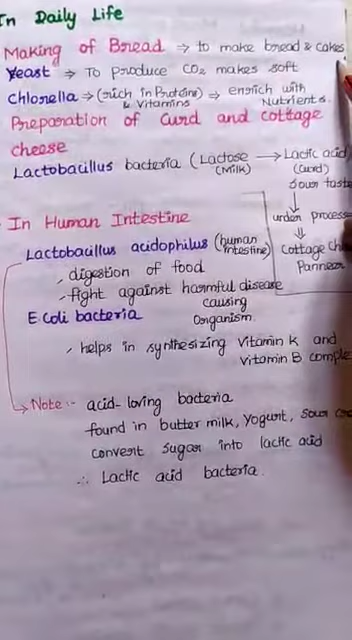 In Daily Life
Making of Bread → to make bread & cakes
Yeast → To produce CO2 makes soft
Chlorella → (rich in Proteins & Vitamins) → enrich with Nutrients.
Preparation of Curd and cottage
cheese
Lactobacillus bacteria (Lactose (Milk) → Lactic acid) (Curd)
Sour taste
↓
under process
⇓
Cottage
Panneer
In Human Intestine
Lactobacillus acidophilus (human intestine)
digestion of food
fight against harmful disease
causing
Organism.
E Coli bacteria
helps in synthesizing Vitamin K and
Vitamin B
Note :- acid-loving bacteria
found in butter milk, Yogurt, Sour
convert sugar into lactic acid
∴ Lactic acid bacteria.